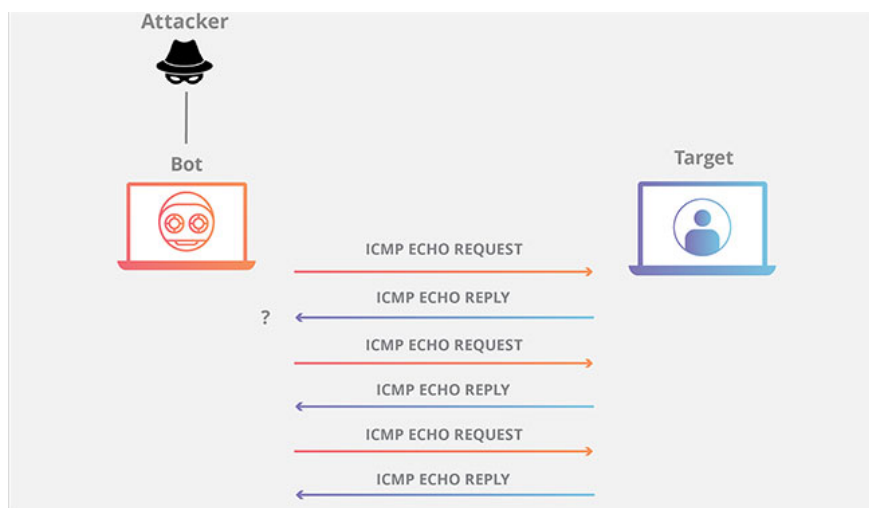 Attacker
Bot
Target
ICMP ECHO REQUEST
ICMP ECHO REPLY
?
ICMP ECHO REQUEST
ICMP ECHO REPLY
ICMP ECHO REQUEST
ICMP ECHO REPLY